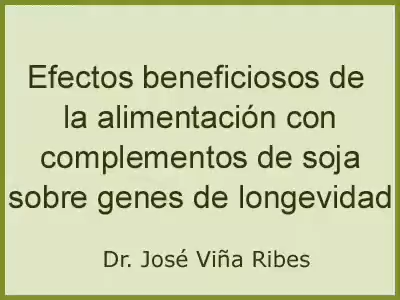 Efectos beneficiosos de
la alimentación con
complementos de soja
sobre genes de longevidad
Dr. José Viña Ribes